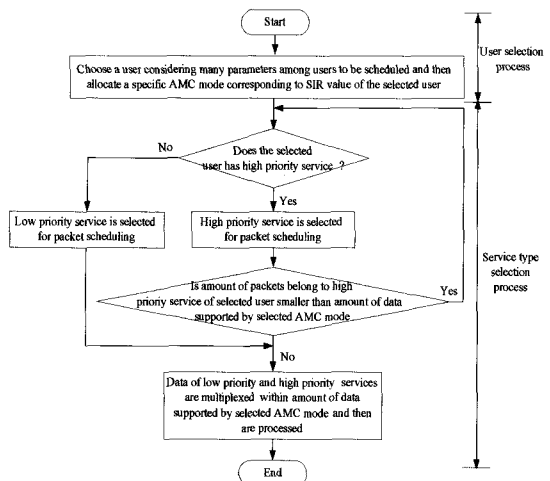 Start
User selection
process
Choose a user considering many parameters among users to be scheduled and then
allocate a specific AMC mode corresponding to SIR value of the selected user
Does the selected
user has high priority service ?
No
Yes
Low priority service is selected
for packet scheduling
High priority service is selected
for packet scheduling
Service type
selection
process
Is amount of packets belong to high
prioriy service of selected user smaller than amount of data
supported by selected AMC mode
Yes
No
Data of low priority and high priority services
are multiplexed within amount of data
supported by selected AMC mode and then
are processed
End